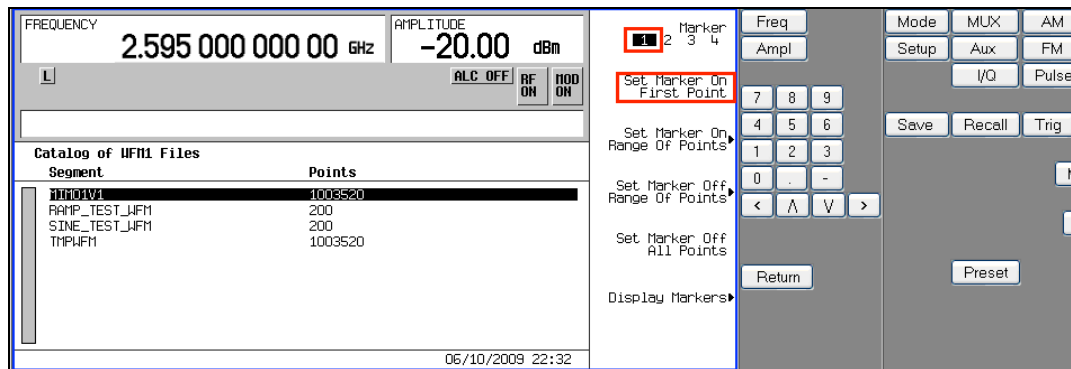 FREQUENCY
2.595 000 000 00 GHz
AMPLITUDE
-20.00 dBm
L
ALC OFF
RF ON
MOD ON
Catalog of WFM1 Files
Segment Points
MIMO1V1 1003520
RAMP_TEST_WFM 200
SINE_TEST_WFM 200
TMPWFM 1003520
06/10/2009 22:32
Marker
1 2 3 4
Set Marker On
First Point
Set Marker On
Range Of Points
Set Marker Off
Range Of Points
Set Marker Off
All Points
Display Markers
Freq
Ampl
7 8 9
4 5 6
1 2 3
0 . -
< Λ V >
Return
Mode MUX AM
Setup Aux FM
I/Q Pulse
Save Recall Trig
Preset